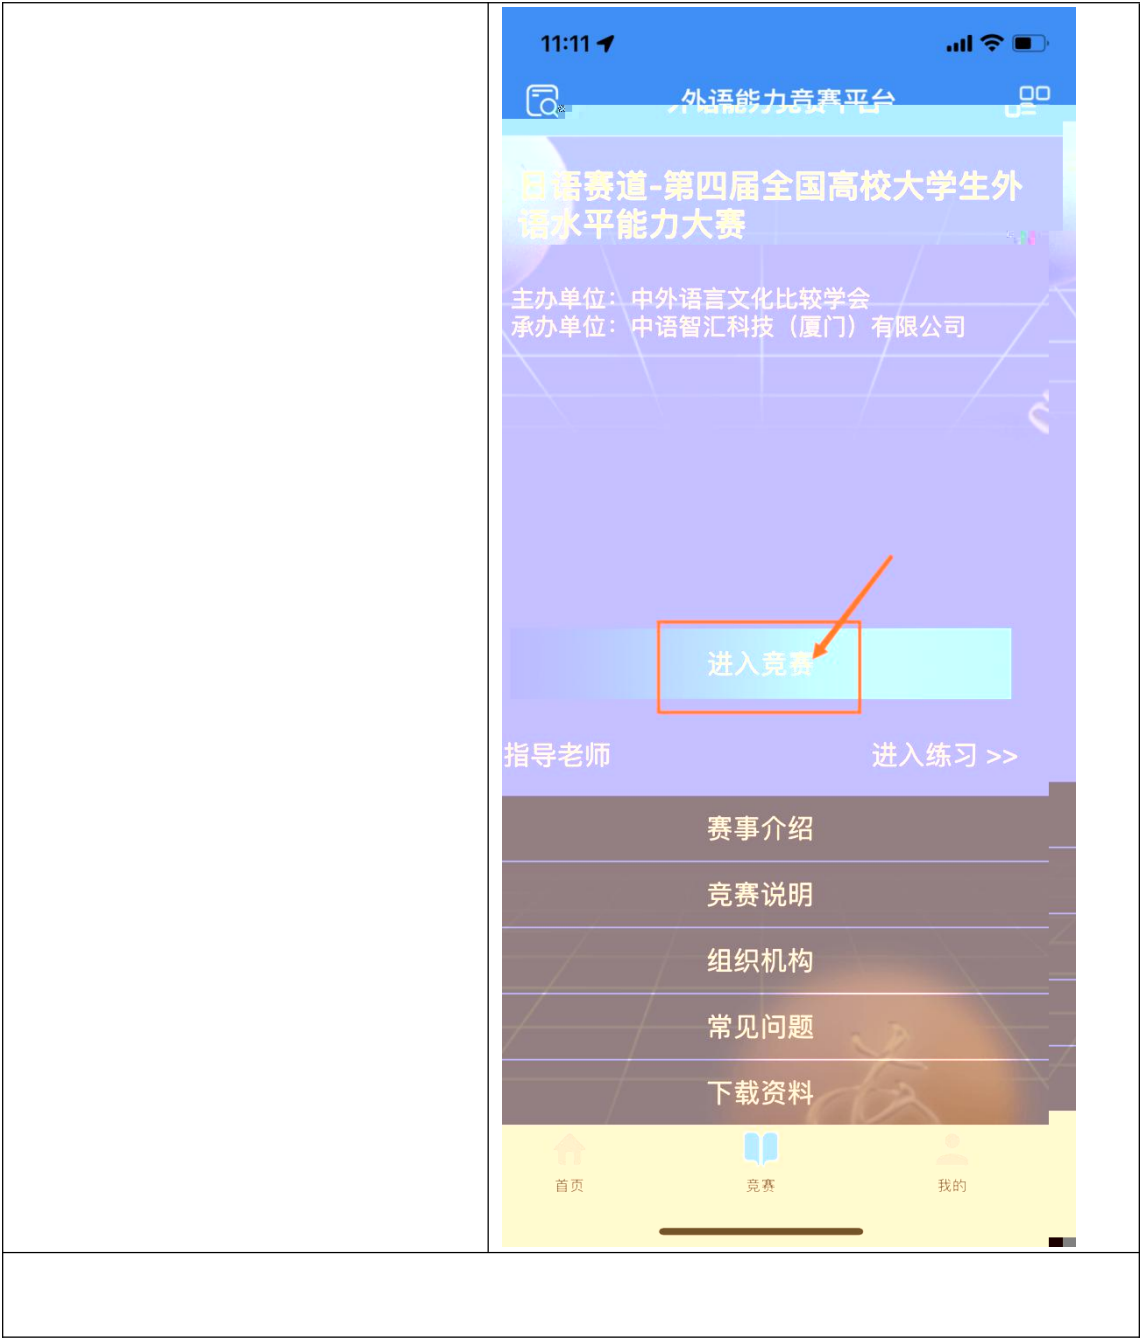 11:11
外语能力竞赛平台
日语赛道-第四届全国高校大学生外
语水平能力大赛
主办单位：中外语言文化比较学会
承办单位：中语智汇科技（厦门）有限公司
进入竞赛
指导老师 进入练习 >>
赛事介绍
竞赛说明
组织机构
常见问题
下载资料
首页 竞赛 我的